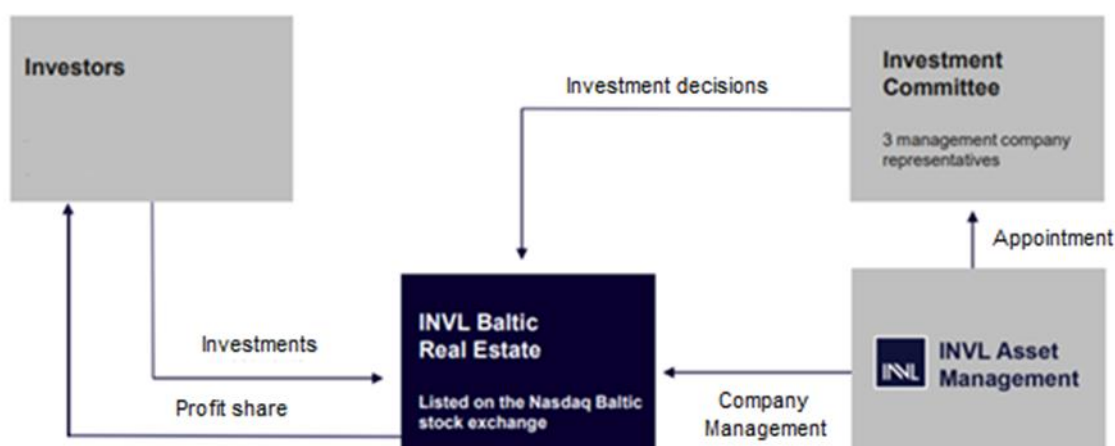 Investors
Investment decisions
Investment
Committee
3 management company
representatives
Appointment
Investments
Profit share
INVL Baltic
Real Estate
Listed on the Nasdaq Baltic
stock exchange
Company
Management
INVL
INVL Asset
Management